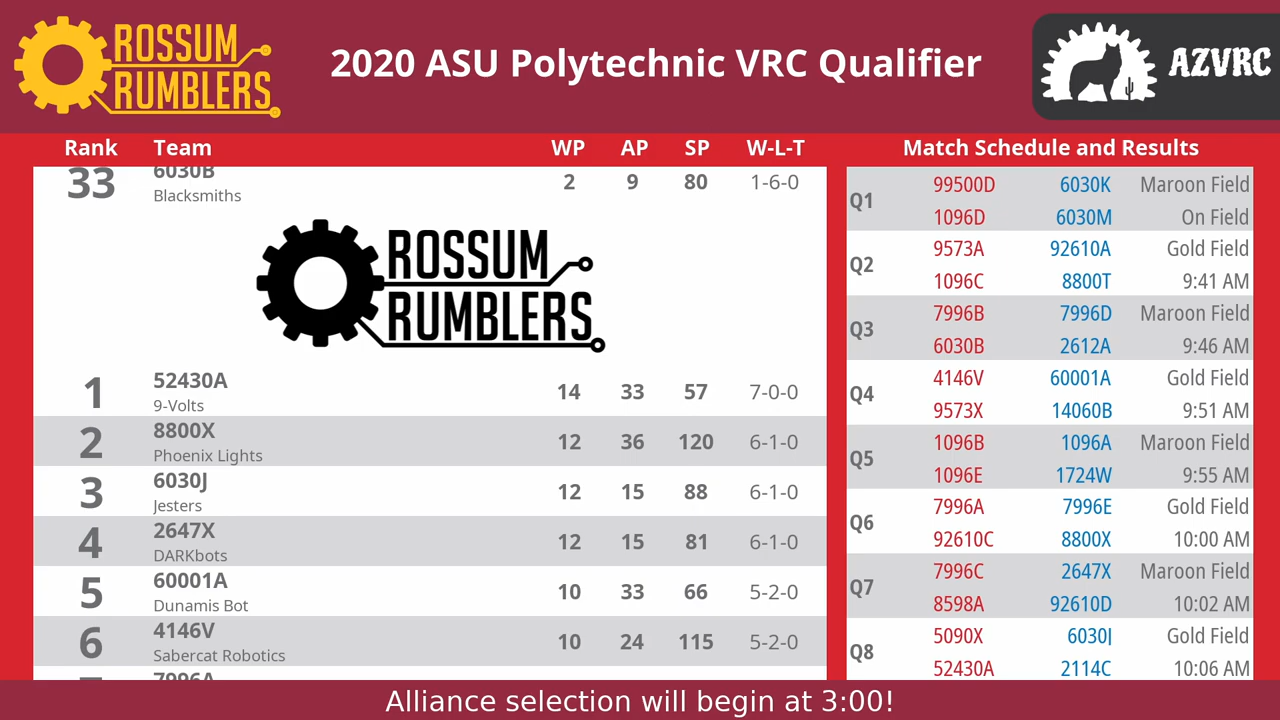 ROSSUM
RUMBLERS
2020 ASU Polytechnic VRC Qualifier
AZVRC
Rank Team WP AP SP W-L-T
33 6030B 2 9 80 1-6-0
Blacksmiths
ROSSUM
RUMBLERS
1 52430A 14 33 57 7-0-0
9-Volts
2 8800X 12 36 120 6-1-0
Phoenix Lights
3 6030J 12 15 88 6-1-0
Jesters
4 2647X 12 15 81 6-1-0
DARKbots
5 60001A 10 33 66 5-2-0
Dunamis Bot
6 4146V 10 24 115 5-2-0
Sabercat Robotics
7996A
Match Schedule and Results
Q1 99500D 6030K Maroon Field
1096D 6030M On Field
Q2 9573A 92610A Gold Field
1096C 8800T 9:41 AM
Q3 7996B 7996D Maroon Field
6030B 2612A 9:46 AM
Q4 4146V 60001A Gold Field
9573X 14060B 9:51 AM
Q5 1096B 1096A Maroon Field
1096E 1724W 9:55 AM
Q6 7996A 7996E Gold Field
92610C 8800X 10:00 AM
Q7 7996C 2647X Maroon Field
8598A 92610D 10:02 AM
Q8 5090X 6030J Gold Field
52430A 2114C 10:06 AM
Alliance selection will begin at 3:00!